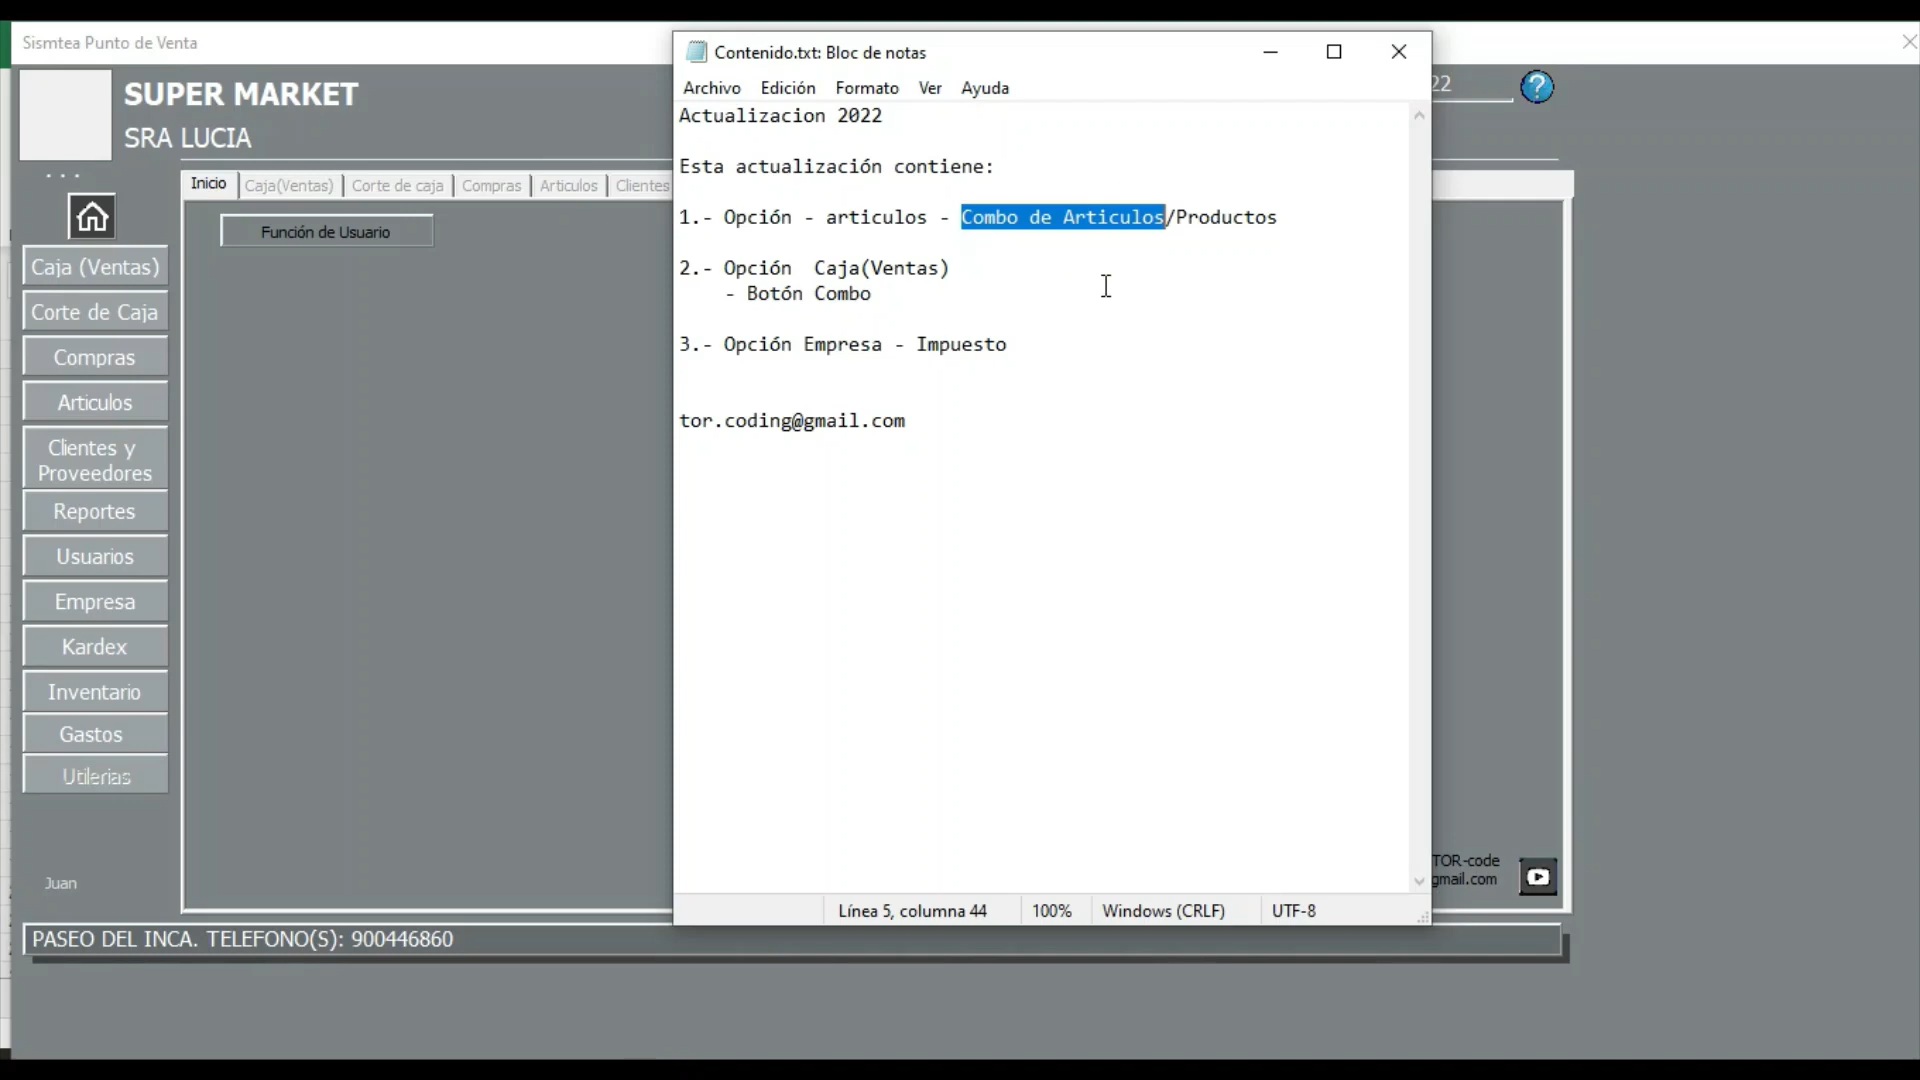 Sismtea Punto de Venta
SUPER MARKET
SRA LUCIA
. . .
Inicio
Caja(Ventas)
Corte de caja
Compras
Articulos
Clientes
Función de Usuario
Caja (Ventas)
Corte de Caja
Compras
Articulos
Clientes y
Proveedores
Reportes
Usuarios
Empresa
Kardex
Inventario
Gastos
Utilerias
Juan
PASEO DEL INCA. TELEFONO(S): 900446860
Contenido.txt: Bloc de notas
Archivo Edición Formato Ver Ayuda
Actualizacion 2022
Esta actualización contiene:
1.- Opción - articulos - Combo de Articulos/Productos
2.- Opción Caja(Ventas)
- Botón Combo
3.- Opción Empresa - Impuesto
tor.coding@gmail.com
Línea 5, columna 44
100%
Windows (CRLF)
UTF-8
22
?
TOR-code
gmail.com